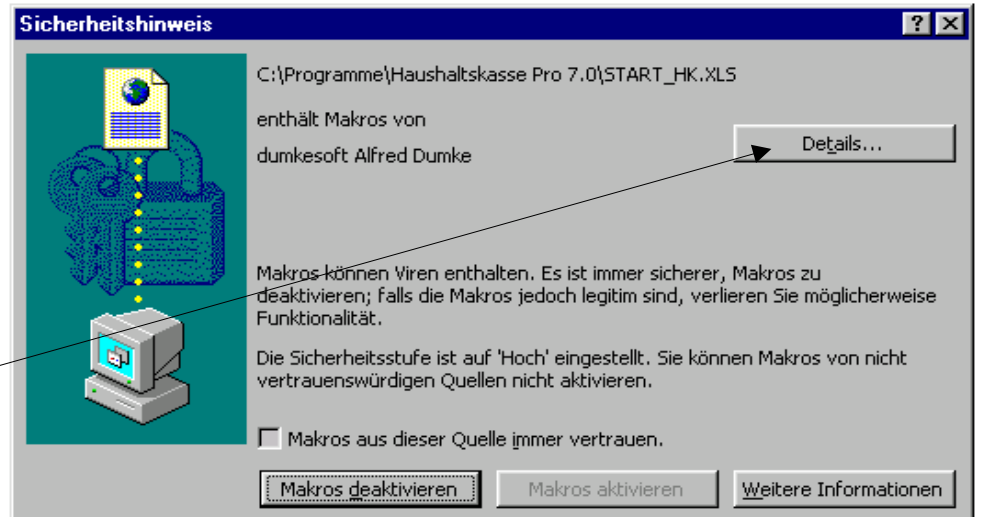 Sicherheitshinweis
C:\Programme\Haushaltskasse Pro 7.0\START_HK.XLS
enthält Makros von
dumkesoft Alfred Dumke
Details...
Makros können Viren enthalten. Es ist immer sicherer, Makros zu
deaktivieren; falls die Makros jedoch legitim sind, verlieren Sie möglicherweise
Funktionalität.
Die Sicherheitsstufe ist auf 'Hoch' eingestellt. Sie können Makros von nicht
vertrauenswürdigen Quellen nicht aktivieren.
Makros aus dieser Quelle immer vertrauen.
Makros deaktivieren
Makros aktivieren
Weitere Informationen